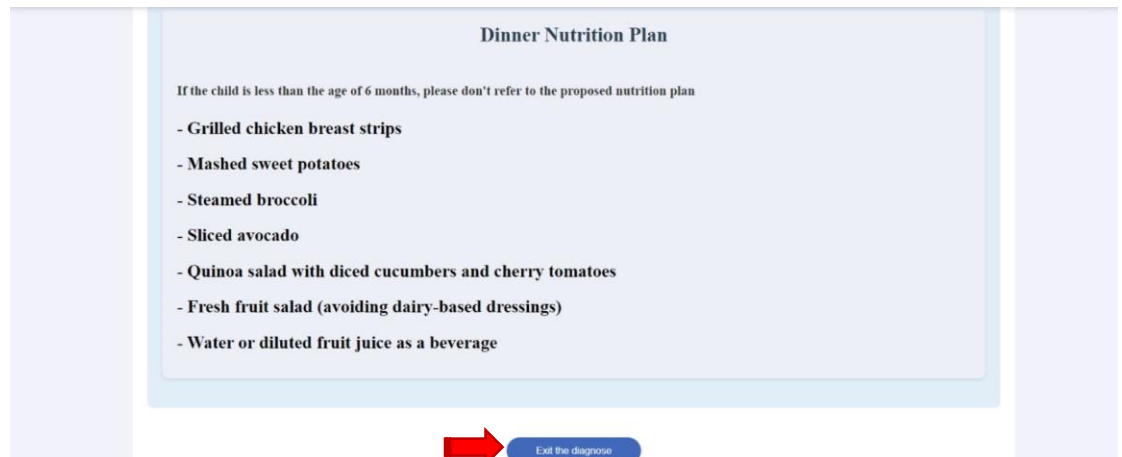 Dinner Nutrition Plan
If the child is less than the age of 6 months, please don't refer to the proposed nutrition plan
- Grilled chicken breast strips
- Mashed sweet potatoes
- Steamed broccoli
- Sliced avocado
- Quinoa salad with diced cucumbers and cherry tomatoes
- Fresh fruit salad (avoiding dairy-based dressings)
- Water or diluted fruit juice as a beverage
Exit the diagnose